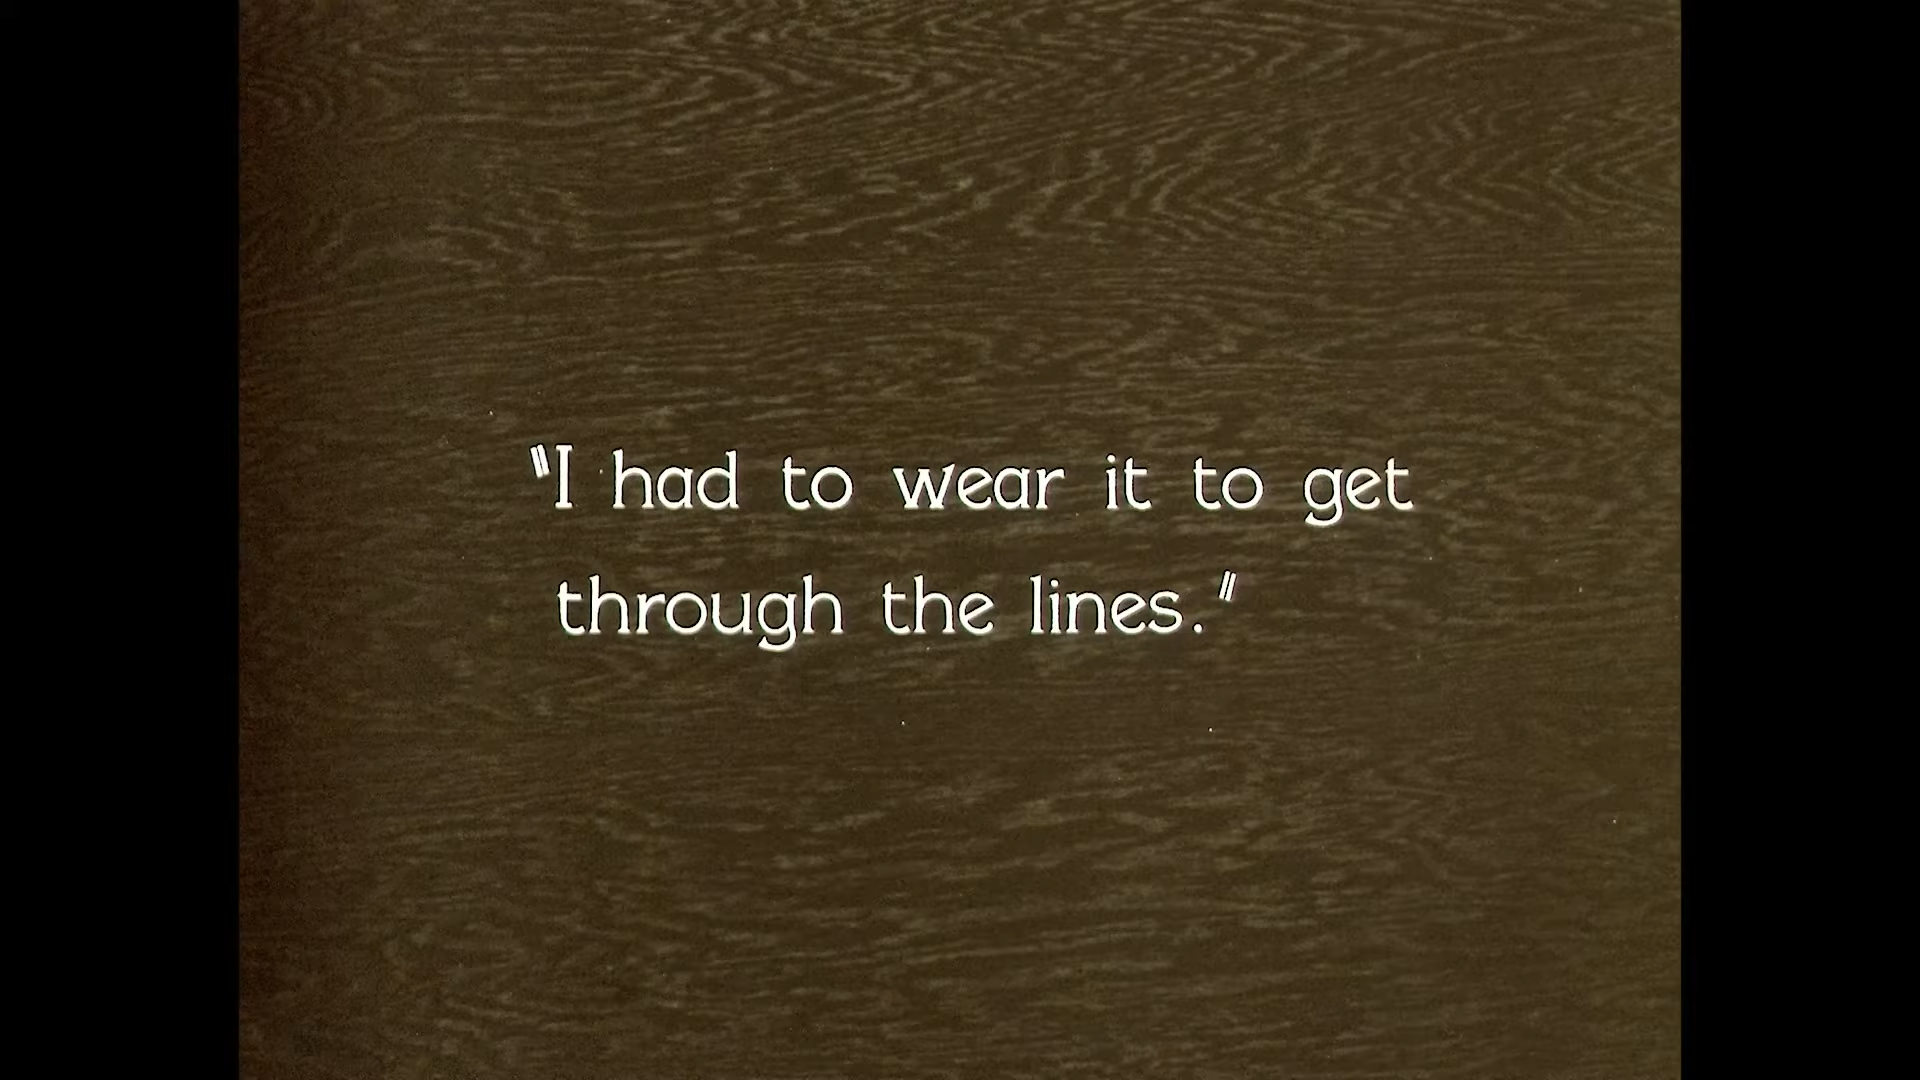 "I had to wear it to get
through the lines."